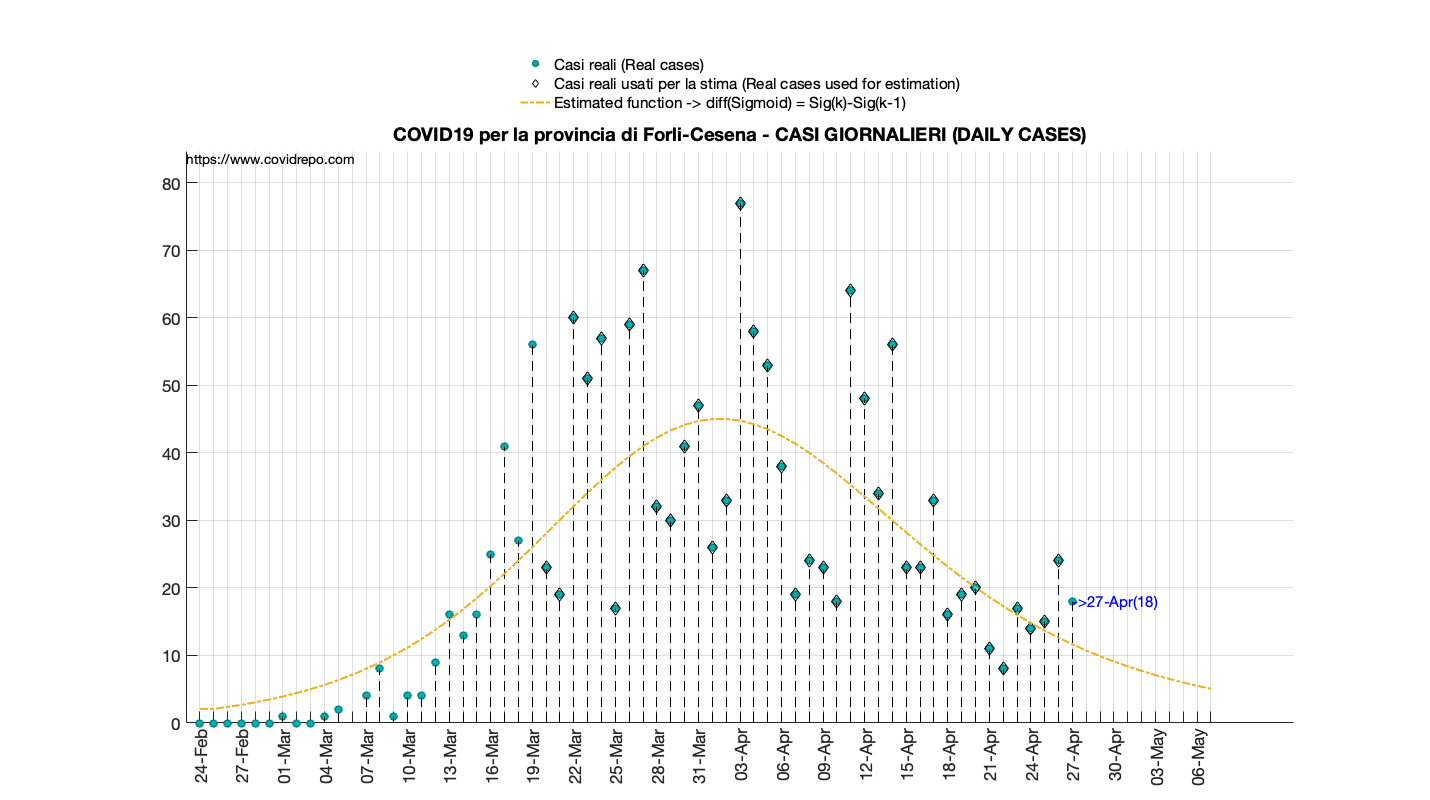 Casi reali (Real cases)
Casi reali usati per la stima (Real cases used for estimation)
Estimated function -> diff(Sigmoid) = Sig(k)-Sig(k-1)
COVID19 per la provincia di Forli-Cesena - CASI GIORNALIERI (DAILY CASES)
https://www.covidrepo.com
80
70
60
50
40
30
20
10
0
->27-Apr(18)
24-Feb
27-Feb
01-Mar
04-Mar
07-Mar
10-Mar
13-Mar
16-Mar
19-Mar
22-Mar
25-Mar
28-Mar
31-Mar
03-Apr
06-Apr
09-Apr
12-Apr
15-Apr
18-Apr
21-Apr
24-Apr
27-Apr
30-Apr
03-May
06-May